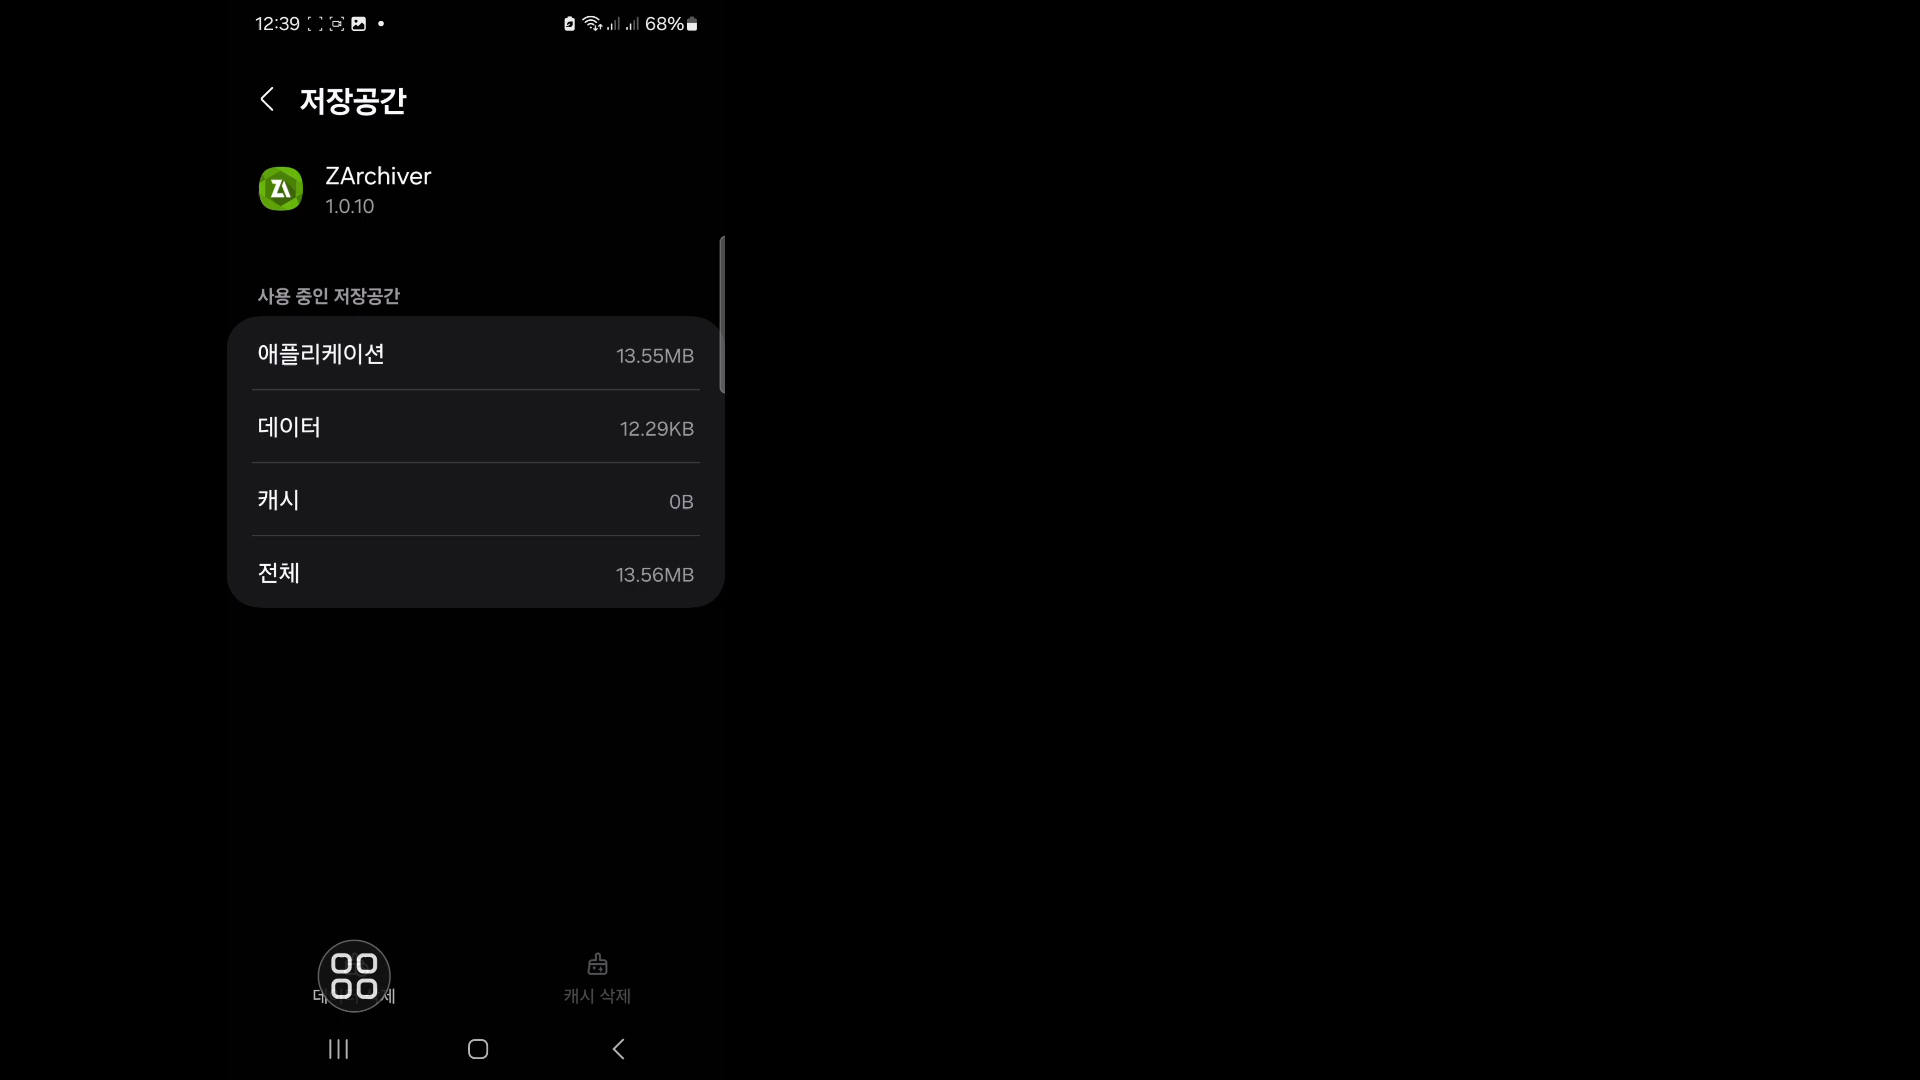 12:39 68%
저장공간
ZA
ZArchiver
1.0.10
사용 중인 저장공간
애플리케이션 13.55MB
데이터 12.29KB
캐시 0B
전체 13.56MB
캐시 삭제